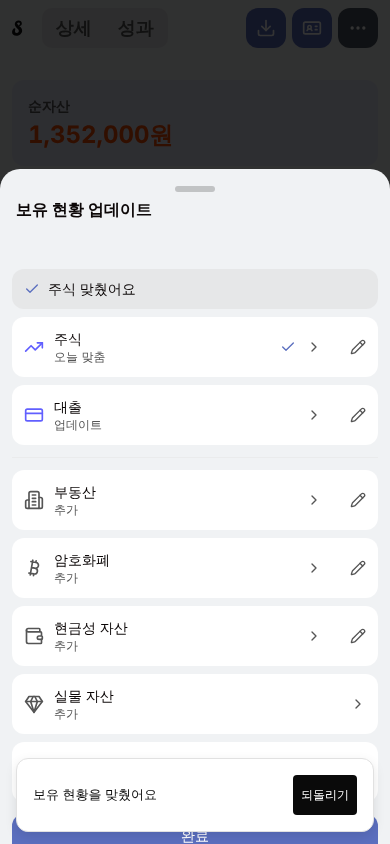 상세 성과
순자산
1,352,000원
보유 현황 업데이트
주식 맞췄어요
주식
오늘 맞춤
대출
업데이트
부동산
추가
암호화폐
추가
현금성 자산
추가
실물 자산
추가
보유 현황을 맞췄어요
되돌리기
완료